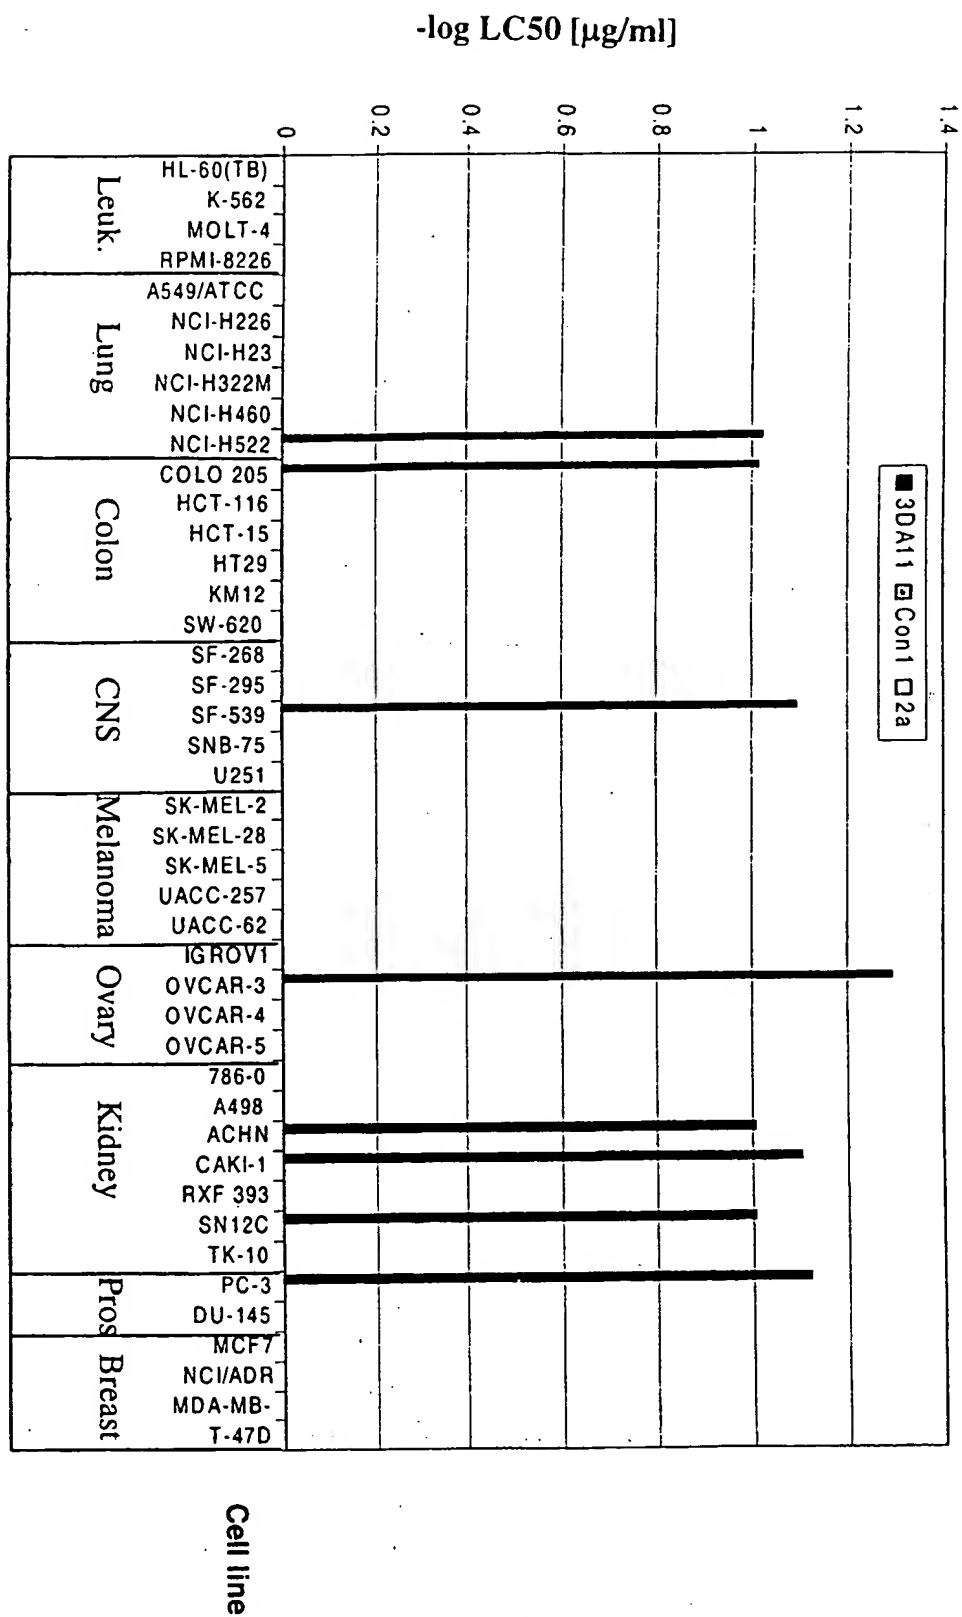 -log LC50 [µg/ml]
1.4
1.2
1
0.8
0.6
0.4
0.2
0
3DA11 Con1 2a
HL-60(TB)
K-562
MOLT-4
RPMI-8226
A549/ATCC
NCI-H226
NCI-H23
NCI-H322M
NCI-H460
NCI-H522
COLO 205
HCT-116
HCT-15
HT29
KM12
SW-620
SF-268
SF-295
SF-539
SNB-75
U251
SK-MEL-2
SK-MEL-28
SK-MEL-5
UACC-257
UACC-62
IGROV1
OVCAR-3
OVCAR-4
OVCAR-5
786-0
A498
ACHN
CAKI-1
RXF 393
SN12C
TK-10
PC-3
DU-145
MCF7
NCI/ADR
MDA-MB-
T-47D
Leuk.
Lung
Colon
CNS
Melanoma
Ovary
Kidney
Pros
Breast
Cell line